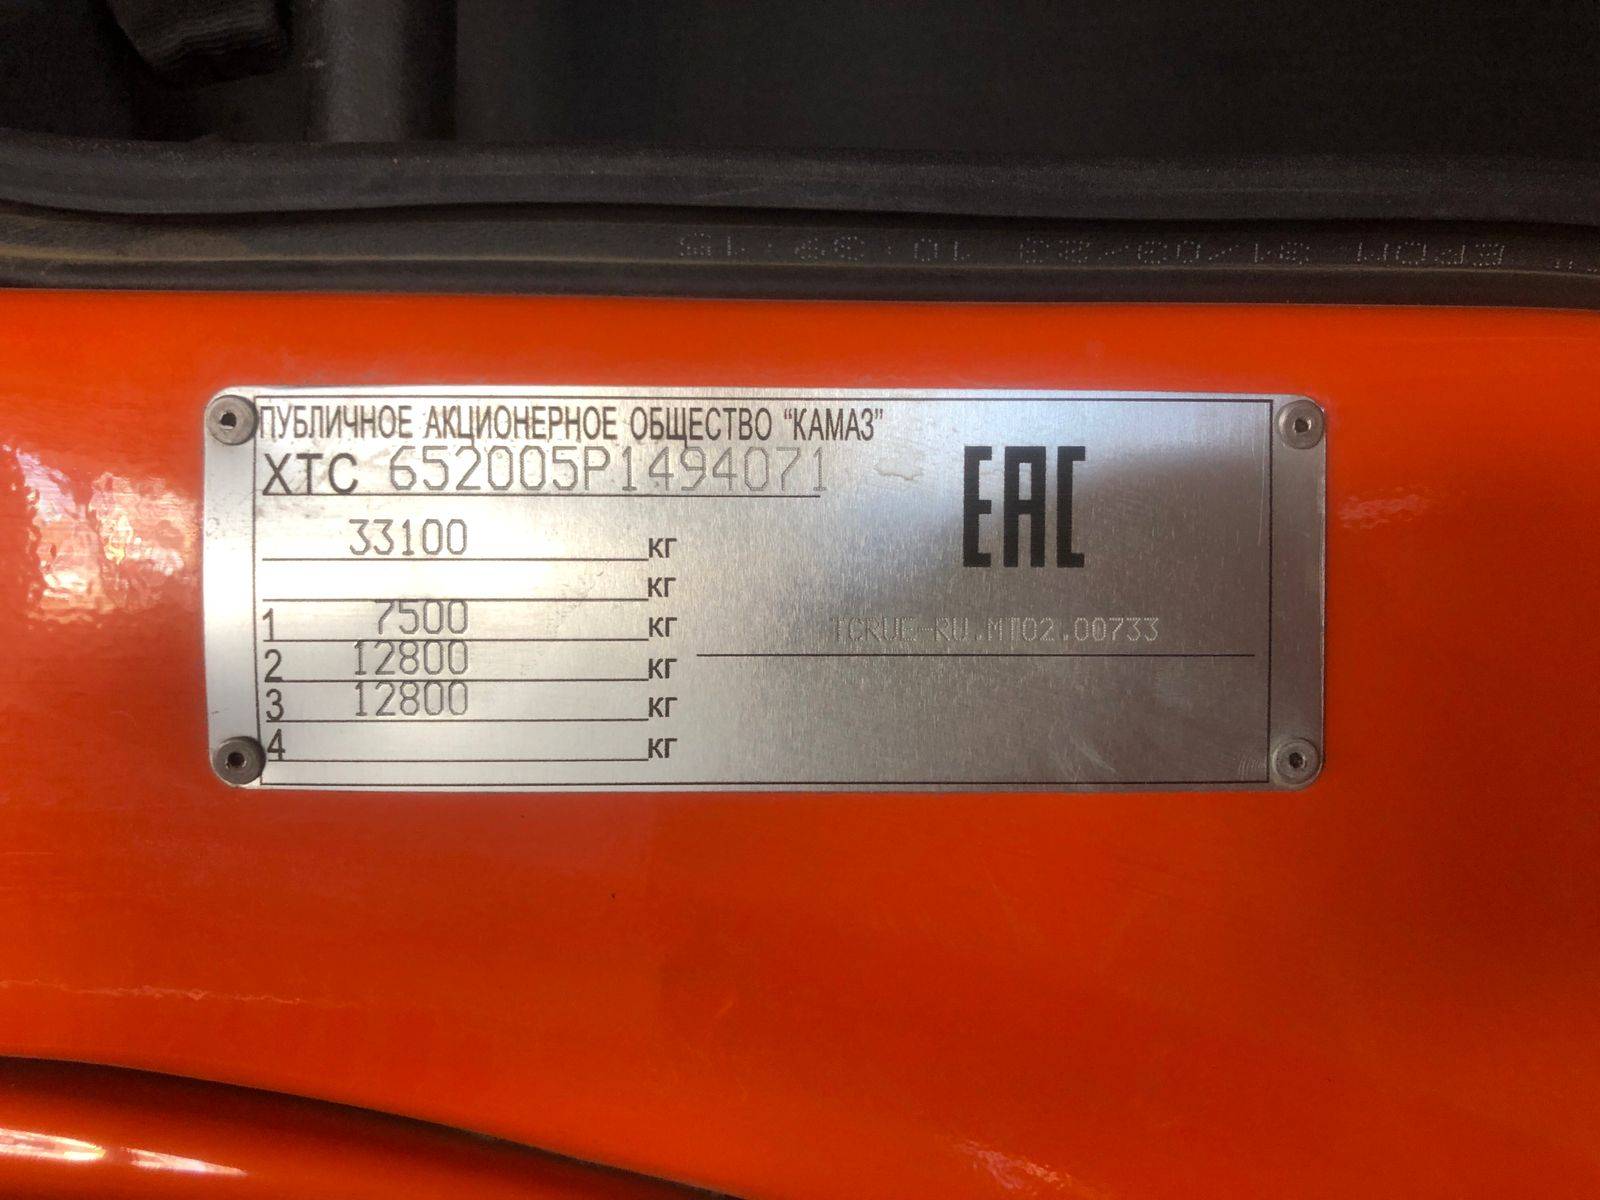 ПУБЛИЧНОЕ АКЦИОНЕРНОЕ ОБЩЕСТВО "КАМАЗ"
XTC 652005P1494071
EAC
33100 кг
кг
1 7500 кг
2 12800 кг
3 12800 кг
4 кг
TCRUE-RU.MT02.00733